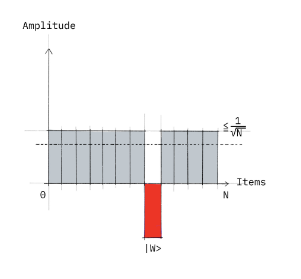 Amplitude
≤ 1/√N
Items
0
N
|W>